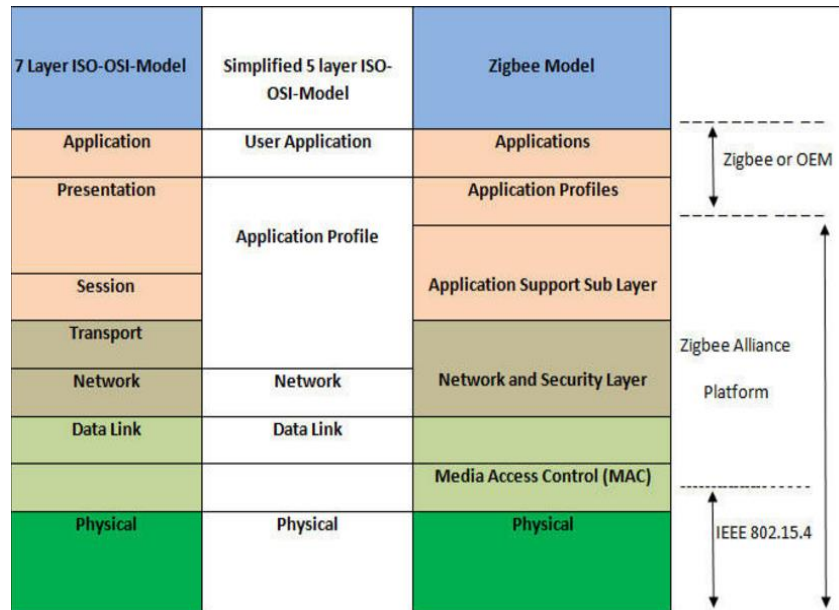 7 Layer ISO-OSI-Model
Simplified 5 layer ISO-
OSI-Model
Zigbee Model
Application
User Application
Applications
Zigbee or OEM
Presentation
Application Profile
Application Profiles
Session
Application Support Sub Layer
Transport
Network and Security Layer
Zigbee Alliance
Platform
Network
Network
Data Link
Data Link
Media Access Control (MAC)
Physical
Physical
Physical
IEEE 802.15.4